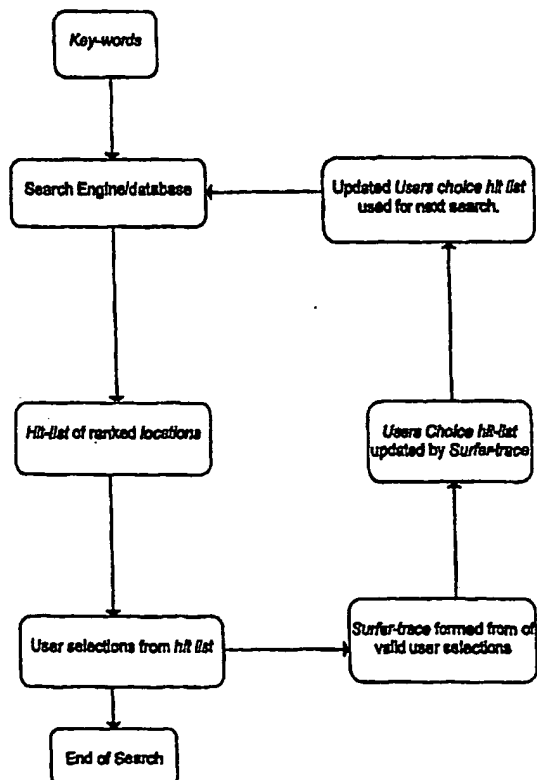 Key-words
Search Engine/database
Updated Users choice hit list
used for next search.
Hit-list of ranked locations
Users Choice hit-list
updated by Surfer-trace
User selections from hit list
Surfer-trace formed from of
valid user selections
End of Search